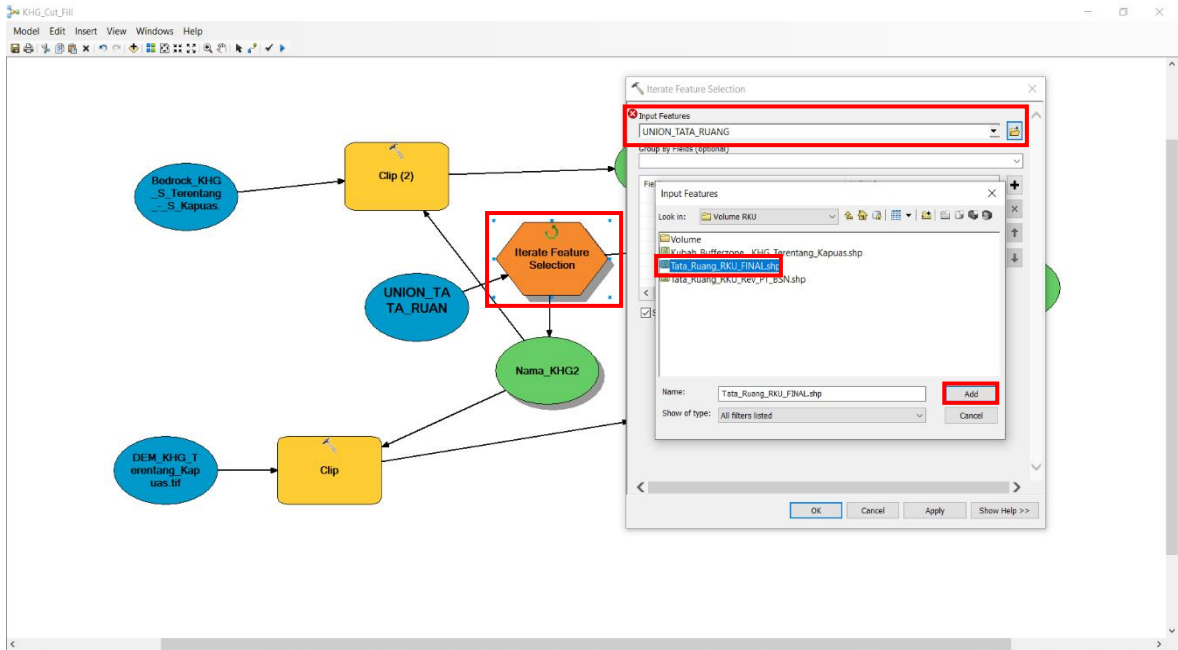 KHG_Cut_Fill
Model Edit Insert View Windows Help
Iterate Feature Selection
Input Features
UNION_TATA_RUANG
Group By Fields (optional)
Input Features
Look in: Volume RKU
Volume
Kubah_Bufferzone__KHG_Terentang_Kapuas.shp
Tata_Ruang_RKU_FINAL.shp
Tata_Ruang_RKU_Rev_PT_BSN.shp
Name: Tata_Ruang_RKU_FINAL.shp Add
Show of type: All filters listed Cancel
OK Cancel Apply Show Help >>
Clip (2)
Bedrock_KHG
_S_Terentang
_-_S_Kapuas.
Iterate Feature
Selection
UNION_TA
TA_RUAN
Nama_KHG2
DEM_KHG_T
erentang_Kap
uas.tif
Clip